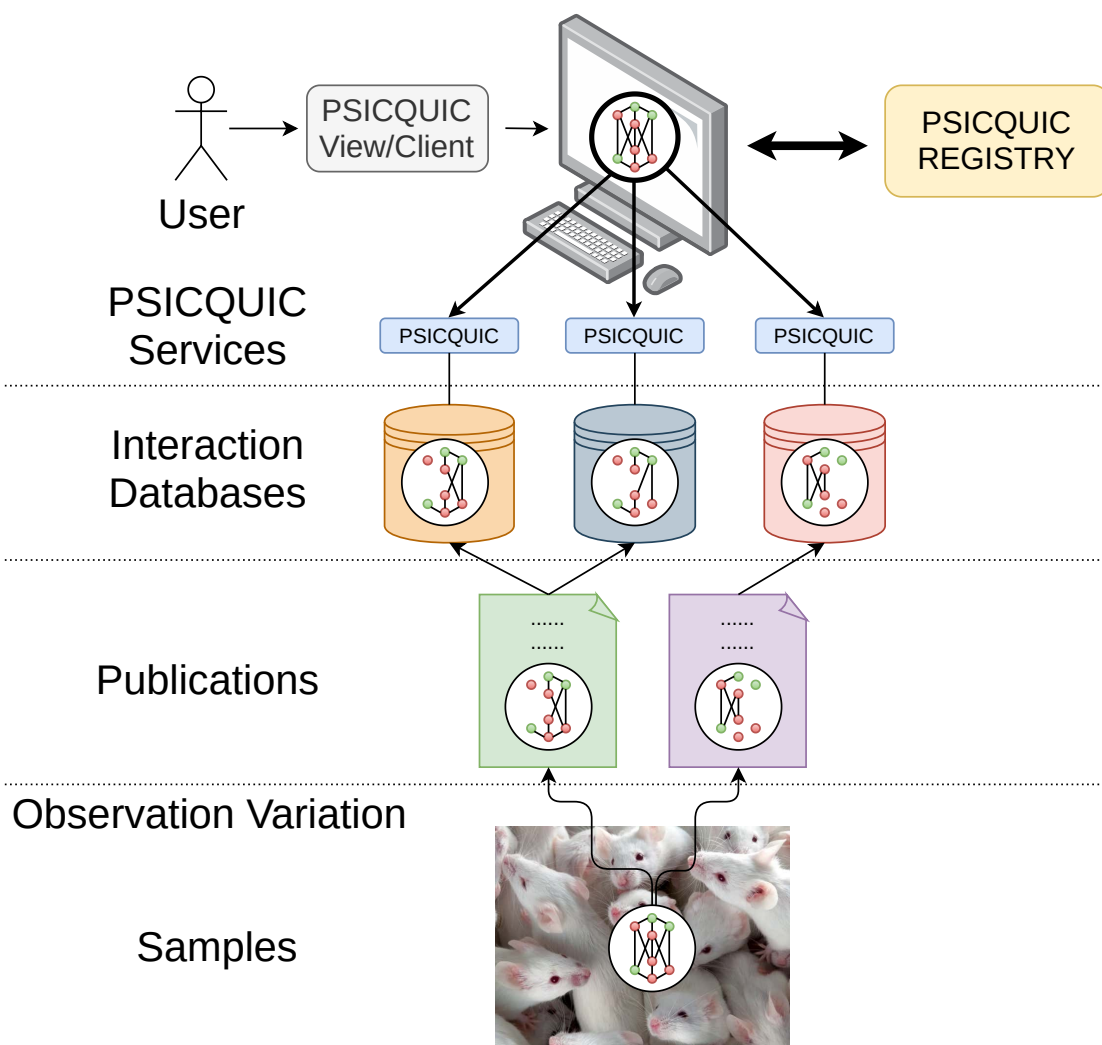 PSICQUIC
View/Client
PSICQUIC
REGISTRY
User
PSICQUIC
Services
PSICQUIC
PSICQUIC
PSICQUIC
Interaction
Databases
Publications
......
......
......
......
Observation Variation
Samples